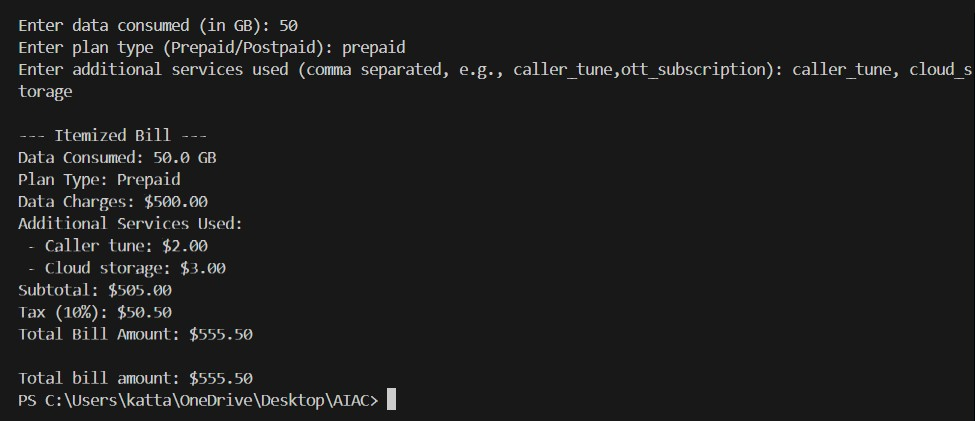 Enter data consumed (in GB): 50
Enter plan type (Prepaid/Postpaid): prepaid
Enter additional services used (comma separated, e.g., caller_tune,ott_subscription): caller_tune, cloud_s
torage
--- Itemized Bill ---
Data Consumed: 50.0 GB
Plan Type: Prepaid
Data Charges: $500.00
Additional Services Used:
 - Caller tune: $2.00
 - Cloud storage: $3.00
Subtotal: $505.00
Tax (10%): $50.50
Total Bill Amount: $555.50
Total bill amount: $555.50
PS C:\Users\katta\OneDrive\Desktop\AIAC>